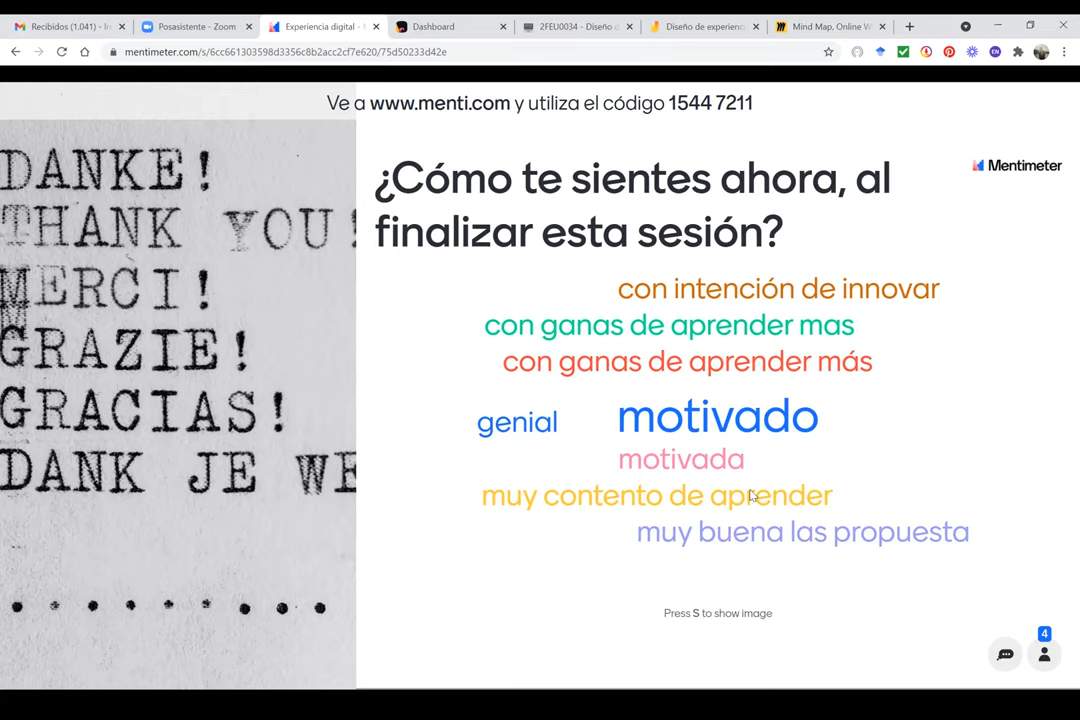 Recibidos (1.041) - i
Posasistente - Zoom
Experiencia digital -
Dashboard
2FEU0034 - Diseño
Diseño de experienc
Mind Map, Online W
mentimeter.com/s/6cc661303598d3356c8b2acc2cf7e620/75d50233d42e
EN
Ve a www.menti.com y utiliza el código 1544 7211
DANKE!
THANK YOU!
MERCI!
GRAZIE!
GRACIAS!
DANK JE WE
¿Cómo te sientes ahora, al
finalizar esta sesión?
Mentimeter
con intención de innovar
con ganas de aprender mas
con ganas de aprender más
genial motivado
motivada
muy contento de aprender
muy buena las propuesta
Press S to show image
4